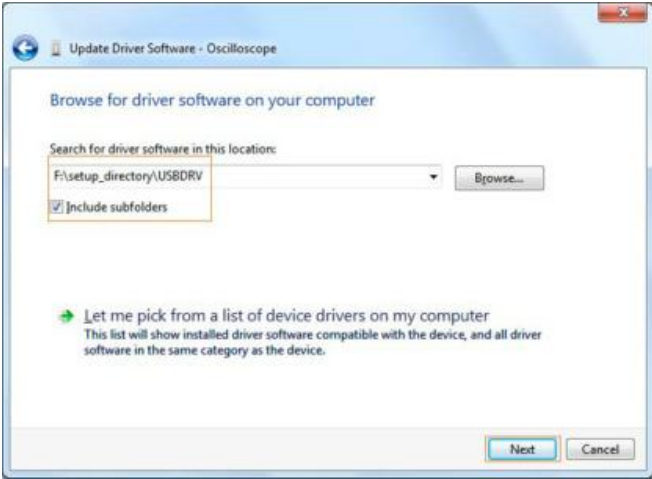 Update Driver Software - Oscilloscope
Browse for driver software on your computer
Search for driver software in this location:
F:\setup_directory\USBDRV
Browse...
Include subfolders
Let me pick from a list of device drivers on my computer
This list will show installed driver software compatible with the device, and all driver
software in the same category as the device.
Next
Cancel